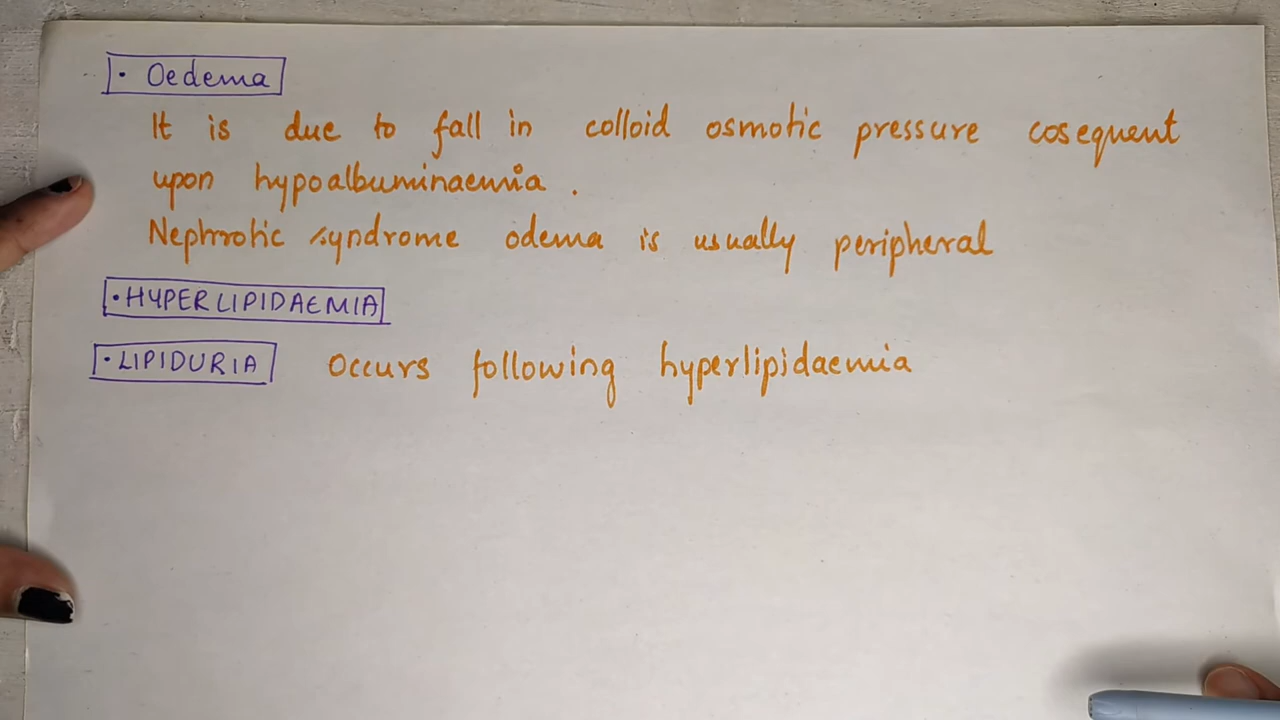 · Oedema
It is due to fall in colloid osmotic pressure cosequent
upon hypoalbuminaemia .
Nephrotic syndrome odema is usually peripheral
· HYPERLIPIDAEMIA
· LIPIDURIA Occurs following hyperlipidaemia